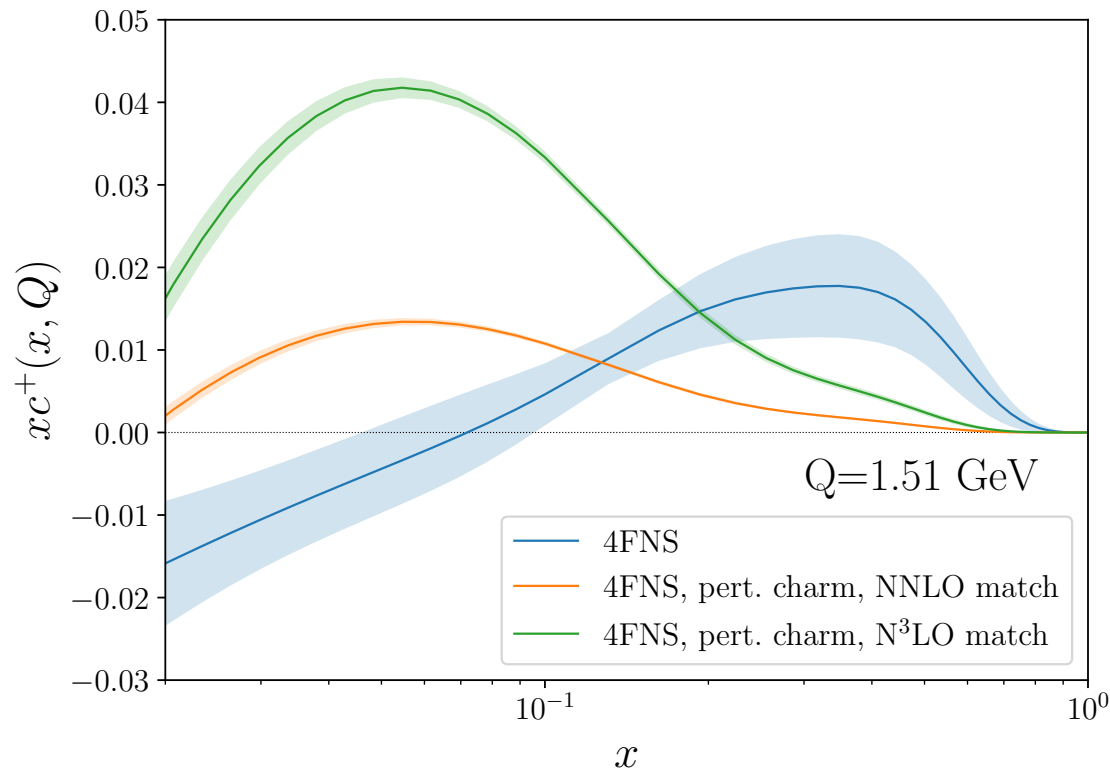 0.05
0.04
0.03
0.02
0.01
0.00
−0.01
−0.02
−0.03
xc⁺(x, Q)
Q=1.51 GeV
4FNS
4FNS, pert. charm, NNLO match
4FNS, pert. charm, N³LO match
10⁻¹
10⁰
x